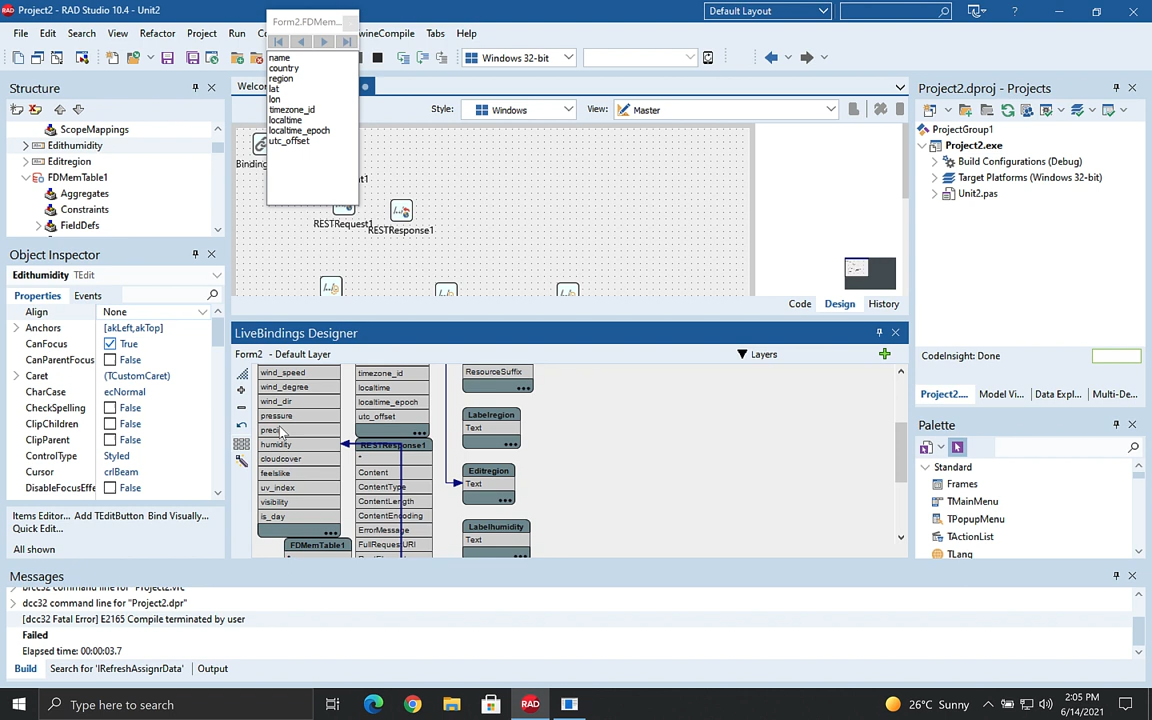 RAD Project2 - RAD Studio 10.4 - Unit2
Default Layout
File Edit Search View Refactor Project Run
Tabs Help
Form2.FDMem...
Windows 32-bit
name
country
region
lat
lon
timezone_id
localtime
localtime_epoch
utc_offset
Structure
ScopeMappings
Edithumidity
Editregion
FDMemTable1
Aggregates
Constraints
FieldDefs
Object Inspector
Edithumidity TEdit
Properties Events
Align None
Anchors [akLeft,akTop]
CanFocus True
CanParentFocus False
Caret (TCustomCaret)
CharCase ecNormal
CheckSpelling False
ClipChildren False
ClipParent False
ControlType Styled
Cursor crIBeam
DisableFocusEffe False
Items Editor... Add TEditButton Bind Visually...
Quick Edit...
All shown
Style: Windows View: Master
RESTRequest1
RESTResponse1
Code Design History
LiveBindings Designer
Form2 - Default Layer
Layers
wind_speed
wind_degree
wind_dir
pressure
humidity
cloudcover
feelslike
uv_index
visibility
is_day
FDMemTable1
timezone_id
localtime
localtime_epoch
utc_offset
RESTResponse1
*
Content
ContentType
ContentLength
ContentEncoding
ErrorMessage
FullRequestURI
ResourceSuffix
Labelregion
Text
Editregion
Text
Labelhumidity
Text
Project2.dproj - Projects
ProjectGroup1
Project2.exe
Build Configurations (Debug)
Target Platforms (Windows 32-bit)
Unit2.pas
CodeInsight: Done
Project2.... Model Vi... Data Expl... Multi-De...
Palette
Standard
Frames
TMainMenu
TPopupMenu
TActionList
TLang
Messages
dcc32 command line for "Project2.dpr"
[dcc32 Fatal Error] E2165 Compile terminated by user
Failed
Elapsed time: 00:00:03.7
Build Search for 'IRefreshAssignrData' Output
Type here to search
RAD
26°C Sunny
2:05 PM
6/14/2021